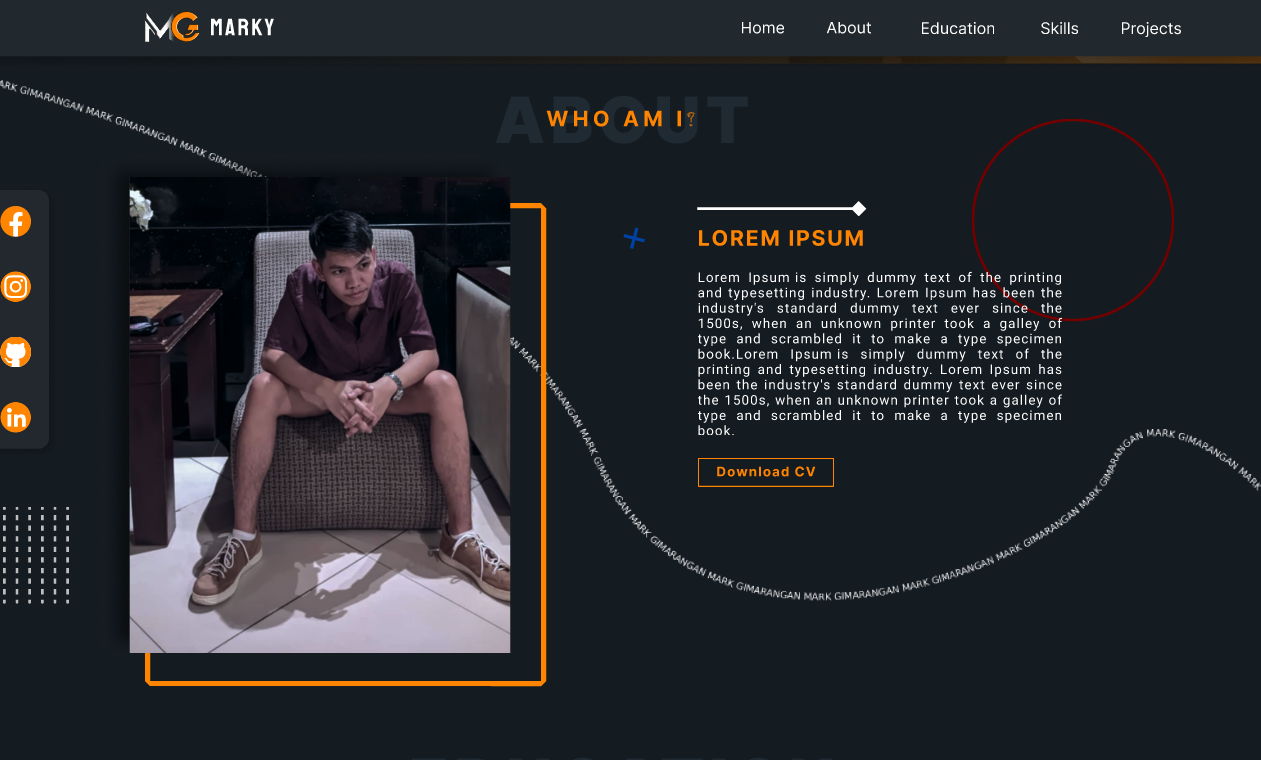 MG MARKY
Home About Education Skills Projects
ABOUT
WHO AM I?
MARK GIMARANGAN MARK GIMARANGAN MARK GIMARANGAN
LOREM IPSUM
Lorem Ipsum is simply dummy text of the printing
and typesetting industry. Lorem Ipsum has been the
industry's standard dummy text ever since the
1500s, when an unknown printer took a galley of
type and scrambled it to make a type specimen
book.Lorem Ipsum is simply dummy text of the
printing and typesetting industry. Lorem Ipsum has
been the industry's standard dummy text ever since
the 1500s, when an unknown printer took a galley of
type and scrambled it to make a type specimen
book.
Download CV
MARK GIMARANGAN MARK GIMARANGAN MARK GIMARANGAN MARK GIMARANGAN MARK GIMARANGAN MARK GIMARANGAN MARK GIMARANGAN MARK GIMARANGAN MARK GIMARANGAN MARK